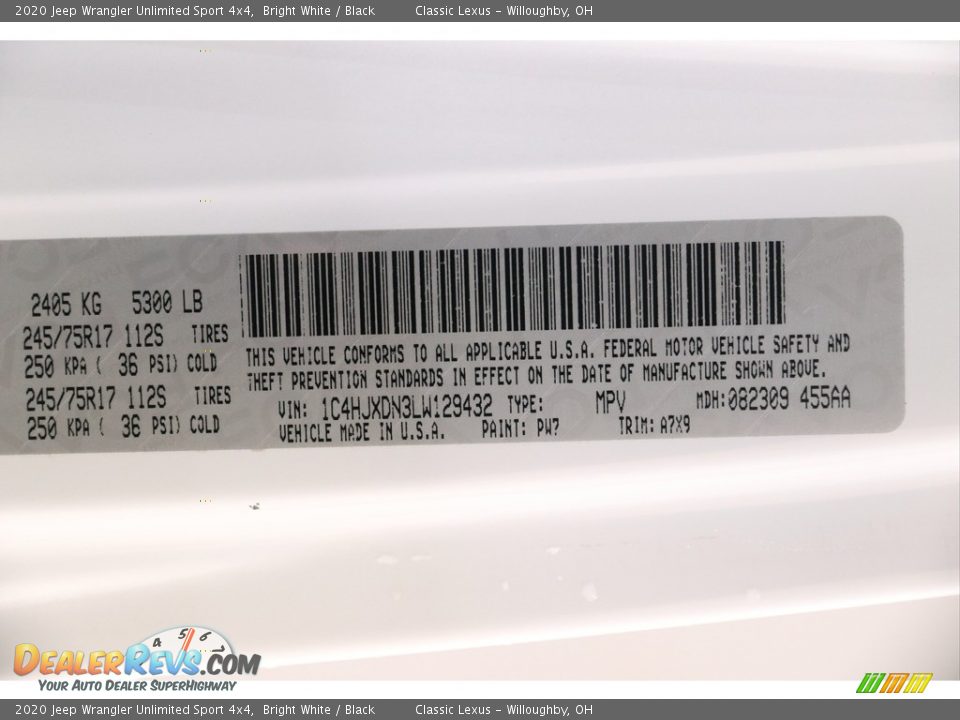 2020 Jeep Wrangler Unlimited Sport 4x4, Bright White / Black Classic Lexus - Willoughby, OH
2405 KG 5300 LB
245/75R17 112S TIRES
250 KPA ( 36 PSI) COLD
245/75R17 112S TIRES
250 KPA ( 36 PSI) COLD
THIS VEHICLE CONFORMS TO ALL APPLICABLE U.S.A. FEDERAL MOTOR VEHICLE SAFETY AND
THEFT PREVENTION STANDARDS IN EFFECT ON THE DATE OF MANUFACTURE SHOWN ABOVE.
VIN: 1C4HJXDN3LW129432 TYPE: MPV MDH:082309 455AA
VEHICLE MADE IN U.S.A. PAINT: PW7 TRIM: A7X9
4 5 6
DEALERREVS.COM
YOUR AUTO DEALER SUPERHIGHWAY
2020 Jeep Wrangler Unlimited Sport 4x4, Bright White / Black Classic Lexus - Willoughby, OH